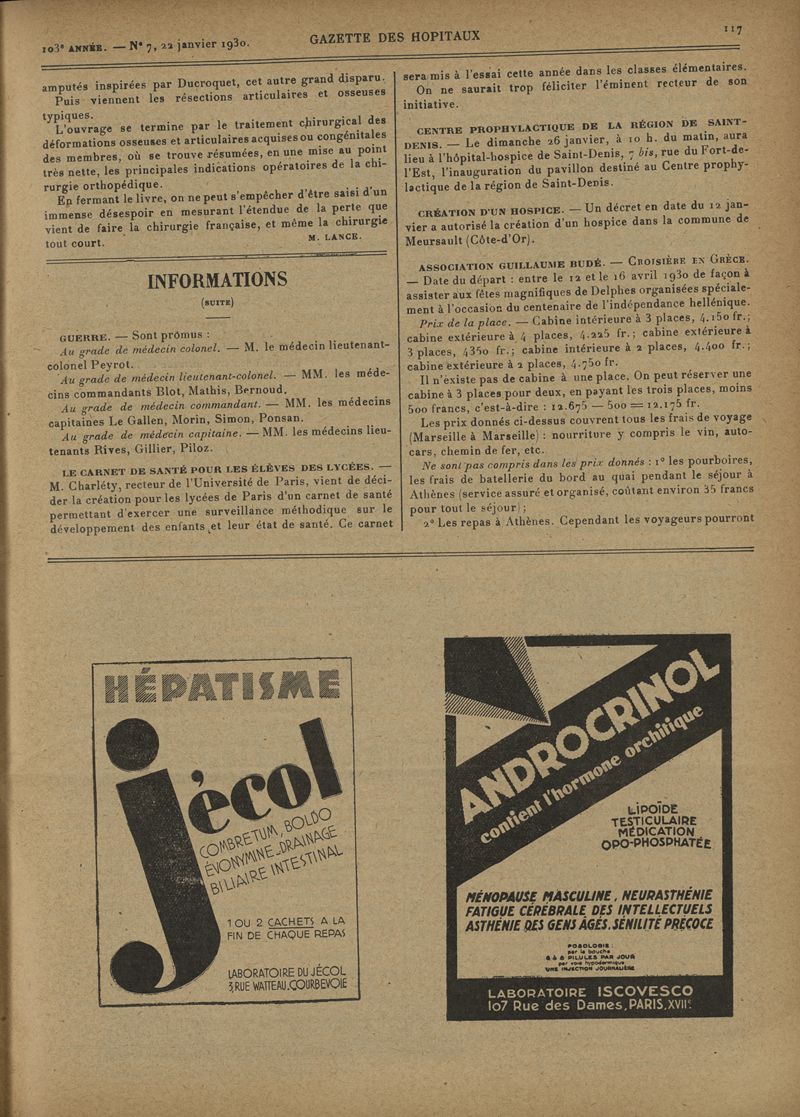 103e ANNÉE. — N° 7, 22 janvier 1930.
GAZETTE DES HOPITAUX
117
amputés inspirées par Ducroquet, cet autre grand disparu.
Puis viennent les résections articulaires et osseuses
typiques.
L'ouvrage se termine par le traitement chirurgical des
déformations osseuses et articulaires acquises ou congénitales
des membres, où se trouve résumées, en une mise au point
très nette, les principales indications opératoires de la chi-
rurgie orthopédique.
En fermant le livre, on ne peut s'empêcher d'être saisi d'un
immense désespoir en mesurant l'étendue de la perte que
vient de faire la chirurgie française, et même la chirurgie
tout court.
M. LANCE.
INFORMATIONS
(SUITE)
GUERRE. — Sont promus :
Au grade de médecin colonel. — M. le médecin lieutenant-
colonel Peyrot.
Au grade de médecin lieutenant-colonel. — MM. les méde-
cins commandants Blot, Mathis, Bernoud.
Au grade de médecin commandant. — MM. les médecins
capitaines Le Gallen, Morin, Simon, Ponsan.
Au grade de médecin capitaine. — MM. les médecins lieu-
tenants Rives, Gillier, Piloz.
LE CARNET DE SANTÉ POUR LES ÉLÈVES DES LYCÉES. —
M. Charléty, recteur de l'Université de Paris, vient de déci-
der la création pour les lycées de Paris d'un carnet de santé
permettant d'exercer une surveillance méthodique sur le
développement des enfants et leur état de santé. Ce carnet
sera mis à l'essai cette année dans les classes élémentaires.
On ne saurait trop féliciter l'éminent recteur de son
initiative.
CENTRE PROPHYLACTIQUE DE LA RÉGION DE SAINT-
DENIS. — Le dimanche 26 janvier, à 10 h. du matin, aura
lieu à l'hôpital-hospice de Saint-Denis, 7 bis, rue du Fort-de-
l'Est, l'inauguration du pavillon destiné au Centre prophy-
lactique de la région de Saint-Denis.
CRÉATION D'UN HOSPICE. — Un décret en date du 12 jan-
vier a autorisé la création d'un hospice dans la commune de
Meursault (Côte-d'Or).
ASSOCIATION GUILLAUME BUDÉ. — CROISIÈRE EN GRÈCE.
— Date du départ : entre le 12 et le 16 avril 1930 de façon à
assister aux fêtes magnifiques de Delphes organisées spéciale-
ment à l'occasion du centenaire de l'indépendance hellénique.
Prix de la place. — Cabine intérieure à 3 places, 4.150 fr.;
cabine extérieure à 4 places, 4.225 fr.; cabine extérieure à
3 places, 4350 fr.; cabine intérieure à 2 places, 4.400 fr.;
cabine extérieure à 2 places, 4.750 fr.
Il n'existe pas de cabine à une place. On peut réserver une
cabine à 3 places pour deux, en payant les trois places, moins
500 francs, c'est-à-dire : 12.675 — 500 = 12.175 fr.
Les prix donnés ci-dessus couvrent tous les frais de voyage
(Marseille à Marseille) : nourriture y compris le vin, auto-
cars, chemin de fer, etc.
Ne sont pas compris dans les prix donnés : 1° les pourboires,
les frais de batellerie du bord au quai pendant le séjour à
Athènes (service assuré et organisé, coûtant environ 35 francs
pour tout le séjour) ;
2° Les repas à Athènes. Cependant les voyageurs pourront
HÉPATISME
jécol
COMBRETUM, BOLDO
ÉVONYMINE-DRAINAGE
BILIAIRE INTESTINAL
1 OU 2 CACHETS A LA
FIN DE CHAQUE REPAS
LABORATOIRE DU JÉCOL
3, RUE WATTEAU, COURBEVOIE
ANDROCRINOL
contient l'hormone orchitique
LIPOÏDE
TESTICULAIRE
MÉDICATION
OPO-PHOSPHATÉE
MÉNOPAUSE MASCULINE, NEURASTHÉNIE
FATIGUE CÉRÉBRALE DES INTELLECTUELS
ASTHÉNIE DES GENS ÂGÉS. SÉNILITÉ PRÉCOCE
POSOLOGIE :
par la bouche
6 à 8 PILULES PAR JOUR
par voie hypodermique
UNE INJECTION JOURNALIÈRE
LABORATOIRE ISCOVESCO
107 Rue des Dames, PARIS, XVIIe.